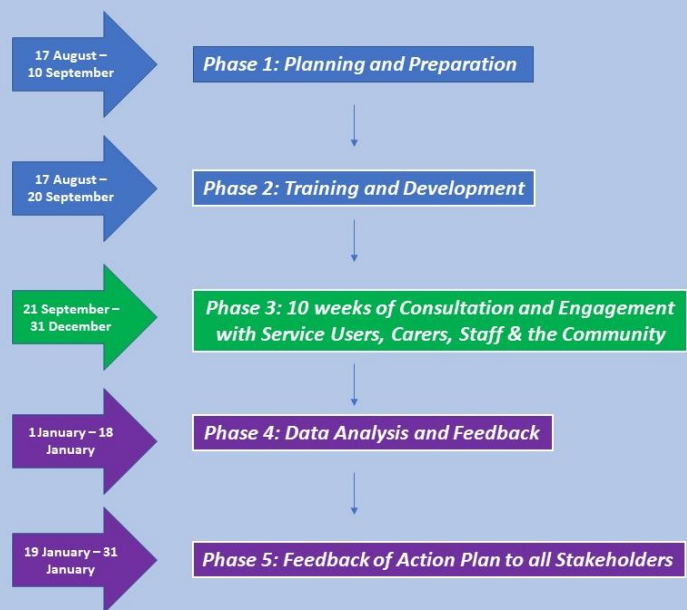 17 August –
10 September
Phase 1: Planning and Preparation
17 August –
20 September
Phase 2: Training and Development
21 September –
31 December
Phase 3: 10 weeks of Consultation and Engagement
with Service Users, Carers, Staff & the Community
1 January – 18
January
Phase 4: Data Analysis and Feedback
19 January – 31
January
Phase 5: Feedback of Action Plan to all Stakeholders